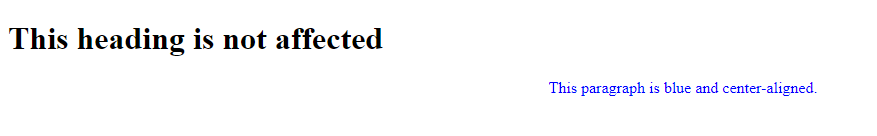 This heading is not affected
This paragraph is blue and center-aligned.